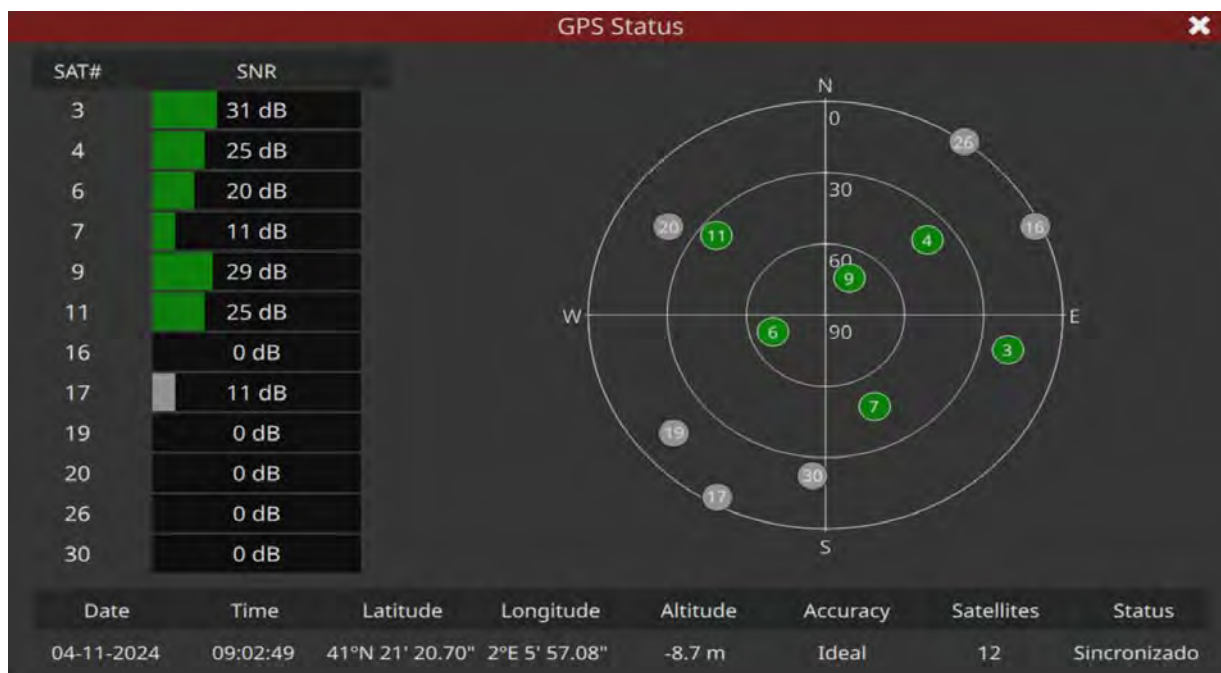 GPS Status
SAT# SNR
3 31 dB
4 25 dB
6 20 dB
7 11 dB
9 29 dB
11 25 dB
16 0 dB
17 11 dB
19 0 dB
20 0 dB
26 0 dB
30 0 dB
N
0
26
30
20
11
4
16
60
9
W
E
6
90
3
7
19
30
17
S
Date Time Latitude Longitude Altitude Accuracy Satellites Status
04-11-2024 09:02:49 41°N 21' 20.70" 2°E 5' 57.08" -8.7 m Ideal 12 Sincronizado